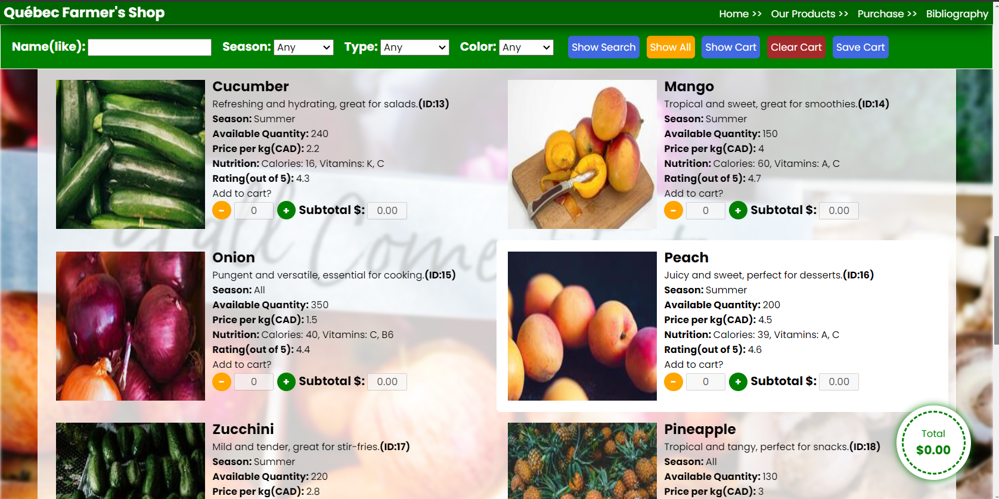 Québec Farmer's Shop
Home >> Our Products >> Purchase >> Bibliography
Name(like): Season: Any Type: Any Color: Any Show Search Show All Show Cart Clear Cart Save Cart
Cucumber
Refreshing and hydrating, great for salads.(ID:13)
Season: Summer
Available Quantity: 240
Price per kg(CAD): 2.2
Nutrition: Calories: 16, Vitamins: K, C
Rating(out of 5): 4.3
Add to cart?
- 0 + Subtotal $: 0.00
Mango
Tropical and sweet, great for smoothies.(ID:14)
Season: Summer
Available Quantity: 150
Price per kg(CAD): 4
Nutrition: Calories: 60, Vitamins: A, C
Rating(out of 5): 4.7
Add to cart?
- 0 + Subtotal $: 0.00
Onion
Pungent and versatile, essential for cooking.(ID:15)
Season: All
Available Quantity: 350
Price per kg(CAD): 1.5
Nutrition: Calories: 40, Vitamins: C, B6
Rating(out of 5): 4.4
Add to cart?
- 0 + Subtotal $: 0.00
Peach
Juicy and sweet, perfect for desserts.(ID:16)
Season: Summer
Available Quantity: 200
Price per kg(CAD): 4.5
Nutrition: Calories: 39, Vitamins: A, C
Rating(out of 5): 4.6
Add to cart?
- 0 + Subtotal $: 0.00
Zucchini
Mild and tender, great for stir-fries.(ID:17)
Season: Summer
Available Quantity: 220
Price per kg(CAD): 2.8
Pineapple
Tropical and tangy, perfect for snacks.(ID:18)
Season: All
Available Quantity: 130
Price per kg(CAD): 3
Total
$0.00